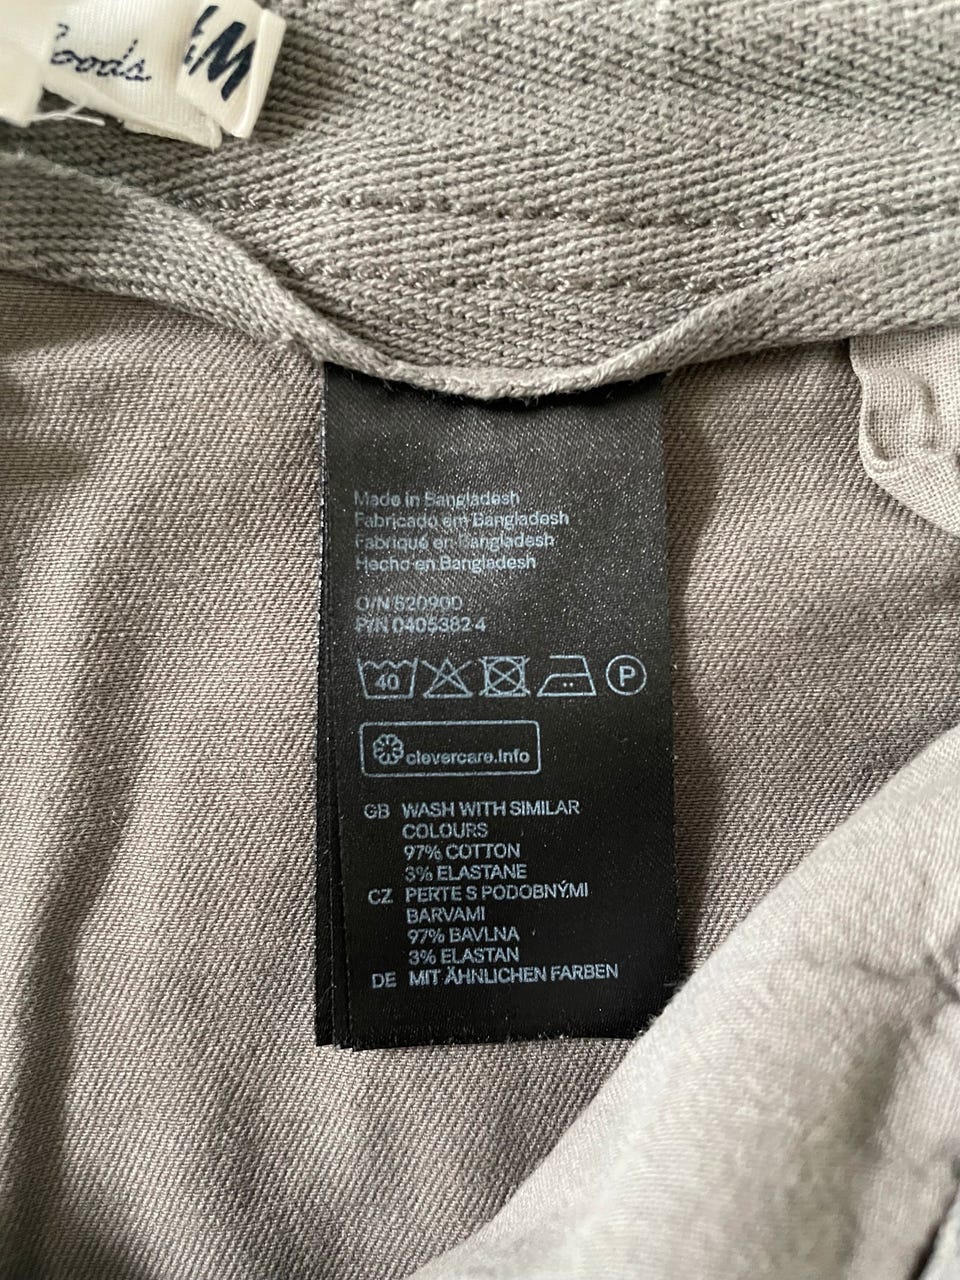 Goods
Made in Bangladesh
Fabricado em Bangladesh
Fabriqué en Bangladesh
Hecho en Bangladesh
O/N 520900
P/N 0405382 4
40
P
clevercare.info
GB WASH WITH SIMILAR
COLOURS
97% COTTON
3% ELASTANE
CZ PERTE S PODOBNÝMI
BARVAMI
97% BAVLNA
3% ELASTAN
DE MIT ÄHNLICHEN FARBEN